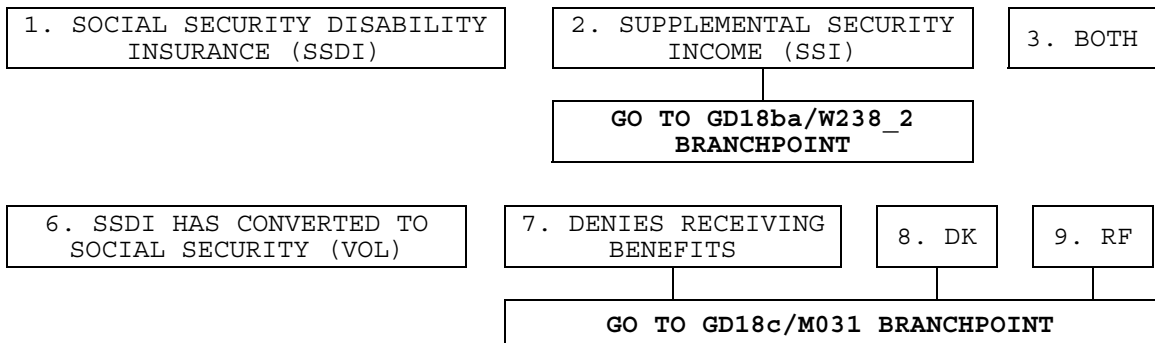 1. SOCIAL SECURITY DISABILITY
INSURANCE (SSDI)
2. SUPPLEMENTAL SECURITY
INCOME (SSI)
3. BOTH
GO TO GD18ba/W238_2
BRANCHPOINT
6. SSDI HAS CONVERTED TO
SOCIAL SECURITY (VOL)
7. DENIES RECEIVING
BENEFITS
8. DK
9. RF
GO TO GD18c/M031 BRANCHPOINT